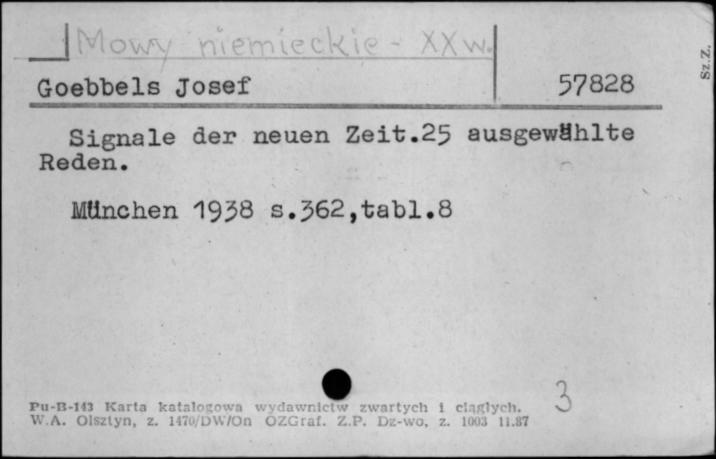 Mowy niemieckie - XX w.
Sz.Z.
Goebbels Josef 57828
Signale der neuen Zeit.25 ausgewählte
Reden.
München 1938 s.362,tabl.8
3
Pu-B-143 Karta katalogowa wydawnictw zwartych i ciągłych.
W.A. Olsztyn, z. 1470/DW/On OZGraf. Z.P. Dz-wo, z. 1003 11.87